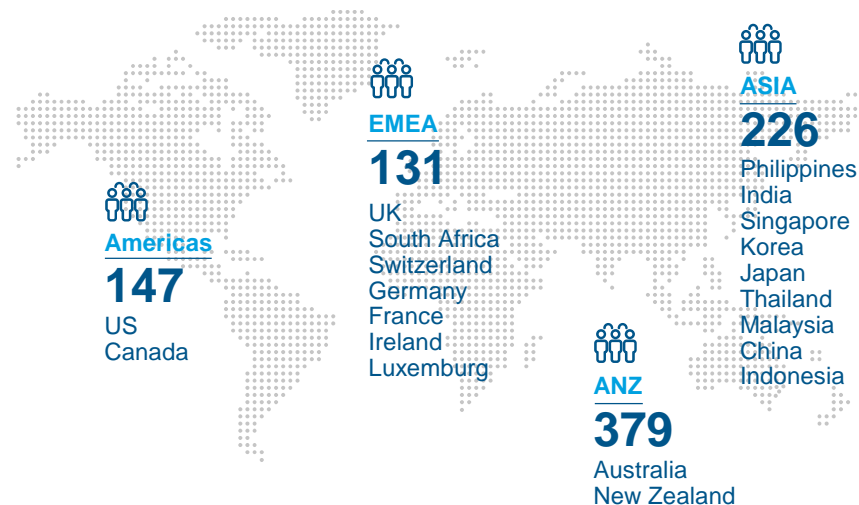 Americas
147
US
Canada
EMEA
131
UK
South Africa
Switzerland
Germany
France
Ireland
Luxemburg
ANZ
379
Australia
New Zealand
ASIA
226
Philippines
India
Singapore
Korea
Japan
Thailand
Malaysia
China
Indonesia